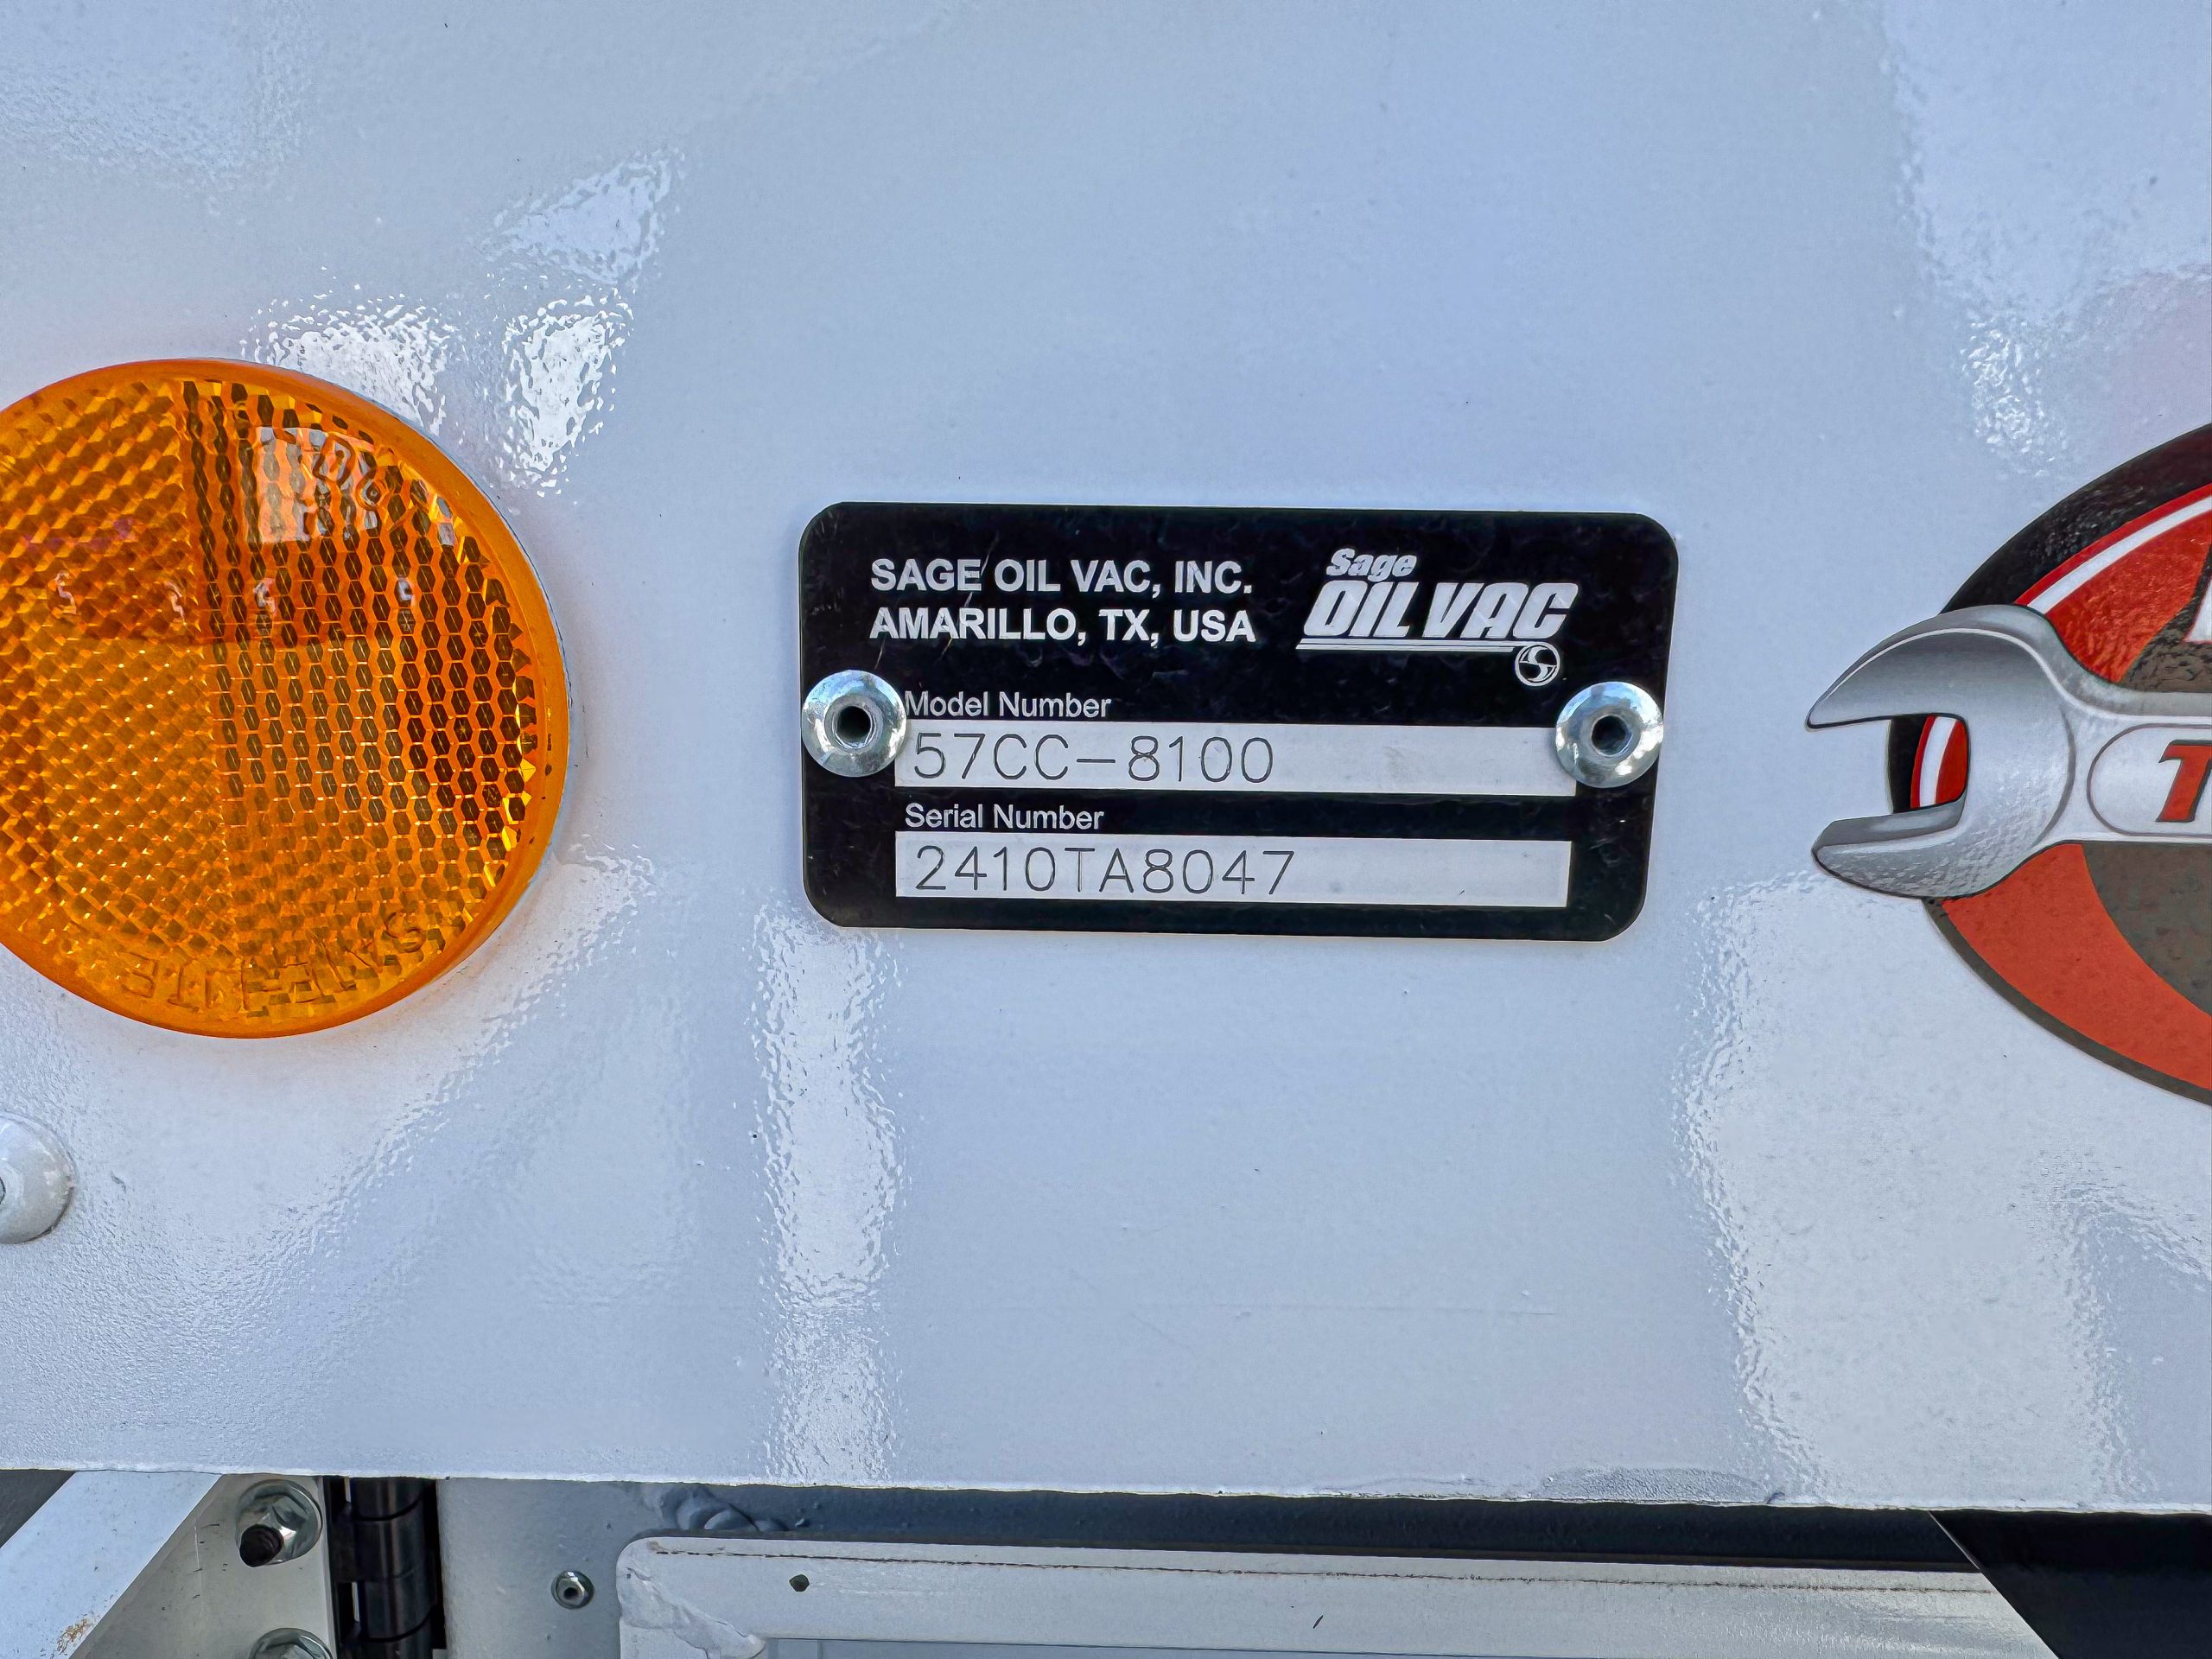 SAGE OIL VAC, INC.
AMARILLO, TX, USA
Sage
OIL VAC
Model Number
57CC-8100
Serial Number
2410TA8047